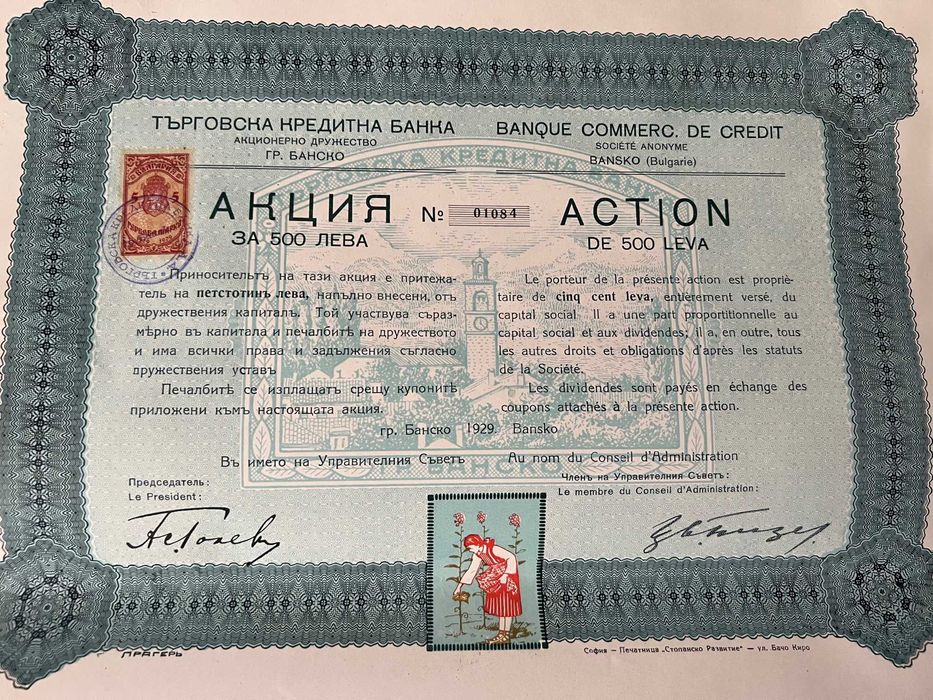 ТЪРГОВСКА КРЕДИТНА БАНКА
АКЦИОНЕРНО ДРУЖЕСТВО
ГР. БАНСКО
BANQUE COMMERC. DE CREDIT
SOCIÉTÉ ANONYME
BANSKO (Bulgarie)
ТЪРГОВСКА КРЕДИТНА БАНКА
БЪЛГАРИЯ
5 5
АКЦИЯ
ЗА 500 ЛЕВА
№ 01084
ACTION
DE 500 LEVA
Приносительтъ на тази акция е притежа-
тель на петстотинъ лева, напълно внесени, отъ
дружествения капиталъ. Той участвува съраз-
мѣрно въ капитала и печалбитѣ на дружеството
и има всички права и задължения съгласно
дружествения уставъ
Печалбитѣ се изплащатъ срещу купонитѣ
приложени къмъ настоящата акция.
Le porteur de la présente action est proprié-
taire de cinq cent leva, entièrement versé, du
capital social. Il a une part proportionnelle au
capital social et aux dividendes; il a, en outre, tous
les autres droits et obligations d'après les statuts
de la Société.
Les dividendes sont payés en échange des
coupons attachés à la présente action.
гр. Банско 1929 Bansko
БАНСКО
Въ името на Управителния Съветъ
Au nom du Conseil d'Administration
Председатель:
Le President:
Членъ на Управителния Съветъ:
Le membre du Conseil d'Administration:
ПРАГЕРЪ
София – Печатница „Стопанско Развитие" – ул. Бачо Киро